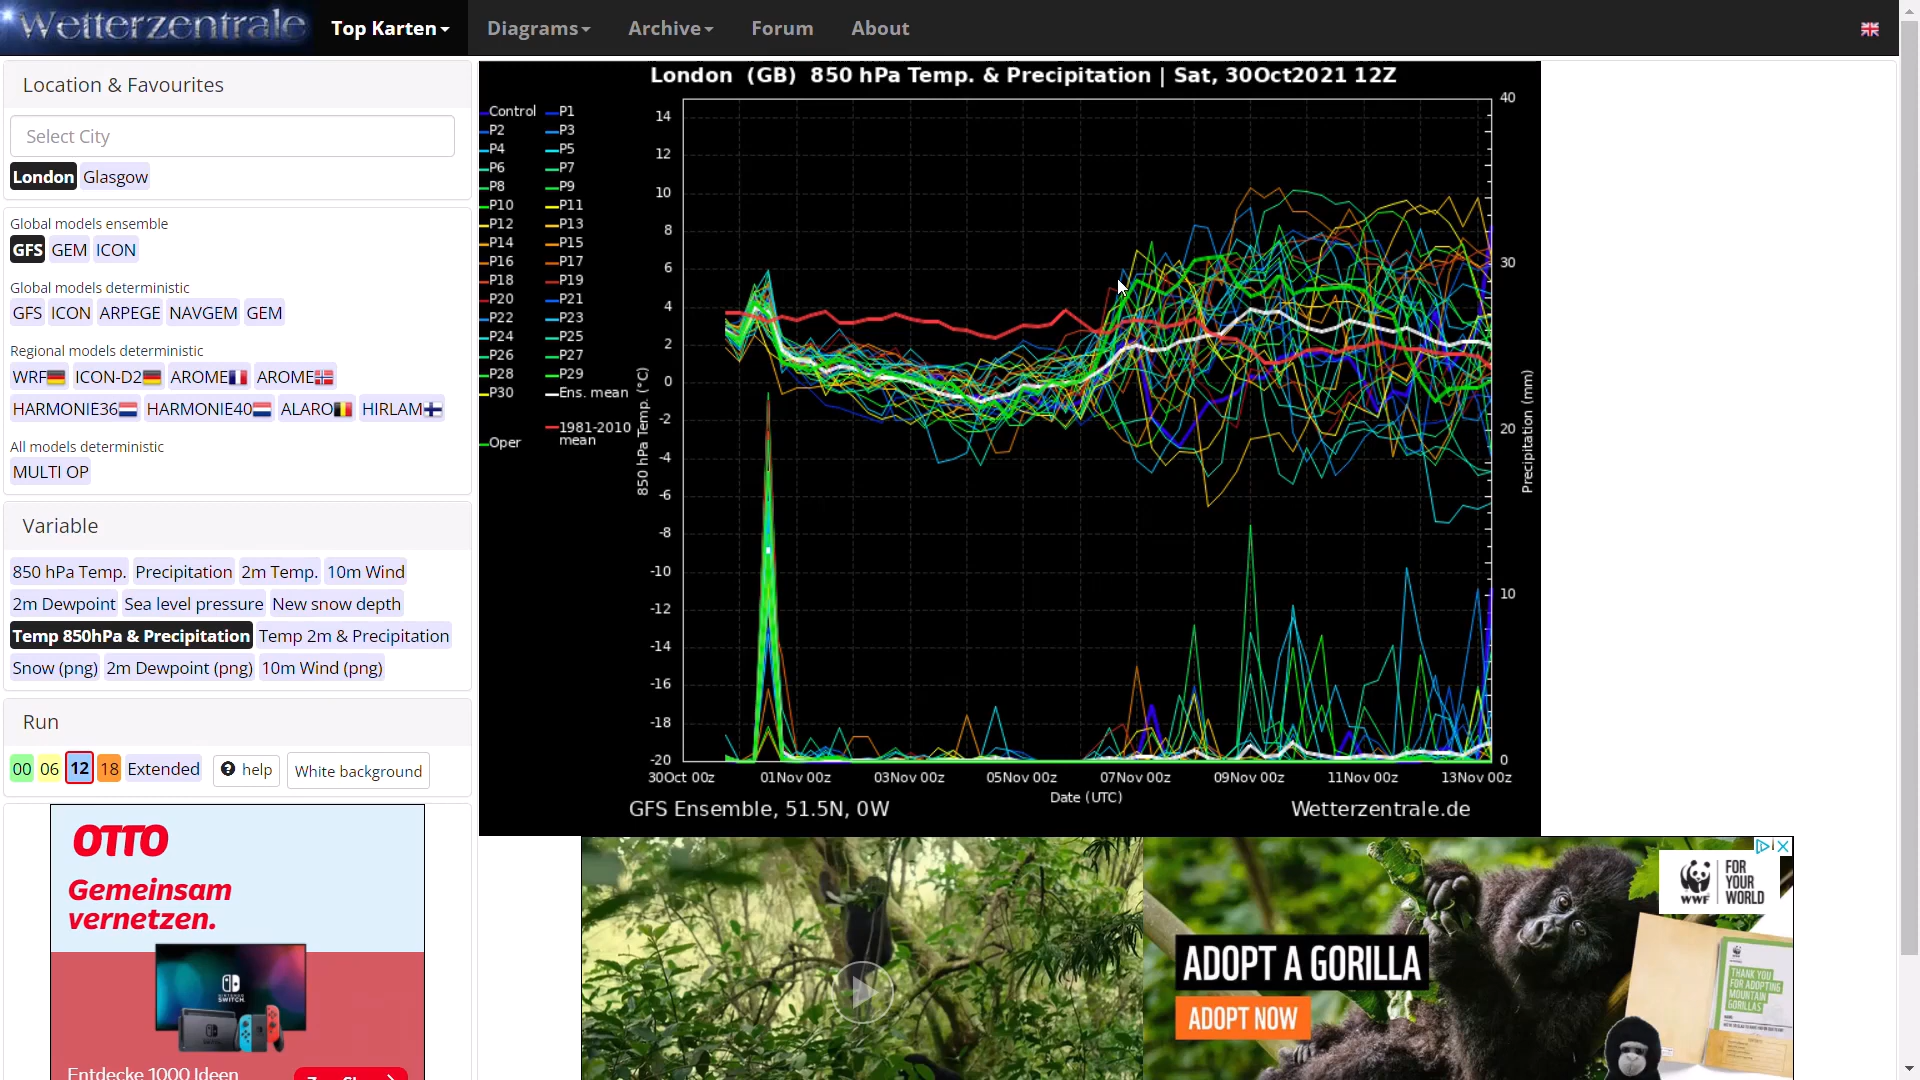 Wetterzentrale
Top Karten
Diagrams
Archive
Forum
About
Location & Favourites
Select City
London Glasgow
Global models ensemble
GFS GEM ICON
Global models deterministic
GFS ICON ARPEGE NAVGEM GEM
Regional models deterministic
WRF ICON-D2 AROME AROME
HARMONIE36 HARMONIE40 ALARO HIRLAM
All models deterministic
MULTI OP
Variable
850 hPa Temp. Precipitation 2m Temp. 10m Wind
2m Dewpoint Sea level pressure New snow depth
Temp 850hPa & Precipitation Temp 2m & Precipitation
Snow (png) 2m Dewpoint (png) 10m Wind (png)
Run
00 06 12 18 Extended help White background
OTTO
Gemeinsam
vernetzen.
NINTENDO
SWITCH
Entdecke 1000 Ideen
London (GB) 850 hPa Temp. & Precipitation | Sat, 30Oct2021 12Z
Control P1
P2 P3
P4 P5
P6 P7
P8 P9
P10 P11
P12 P13
P14 P15
P16 P17
P18 P19
P20 P21
P22 P23
P24 P25
P26 P27
P28 P29
P30 Ens. mean
Oper 1981-2010
mean
850 hPa Temp. (°C)
14
12
10
8
6
4
2
0
-2
-4
-6
-8
-10
-12
-14
-16
-18
-20
40
30
20
10
0
Precipitation (mm)
30Oct 00z 01Nov 00z 03Nov 00z 05Nov 00z 07Nov 00z 09Nov 00z 11Nov 00z 13Nov 00z
Date (UTC)
GFS Ensemble, 51.5N, 0W
Wetterzentrale.de
WWF
FOR
YOUR
WORLD
ADOPT A GORILLA
ADOPT NOW
THANK YOU
FOR ADOPTING
MOUNTAIN
GORILLAS